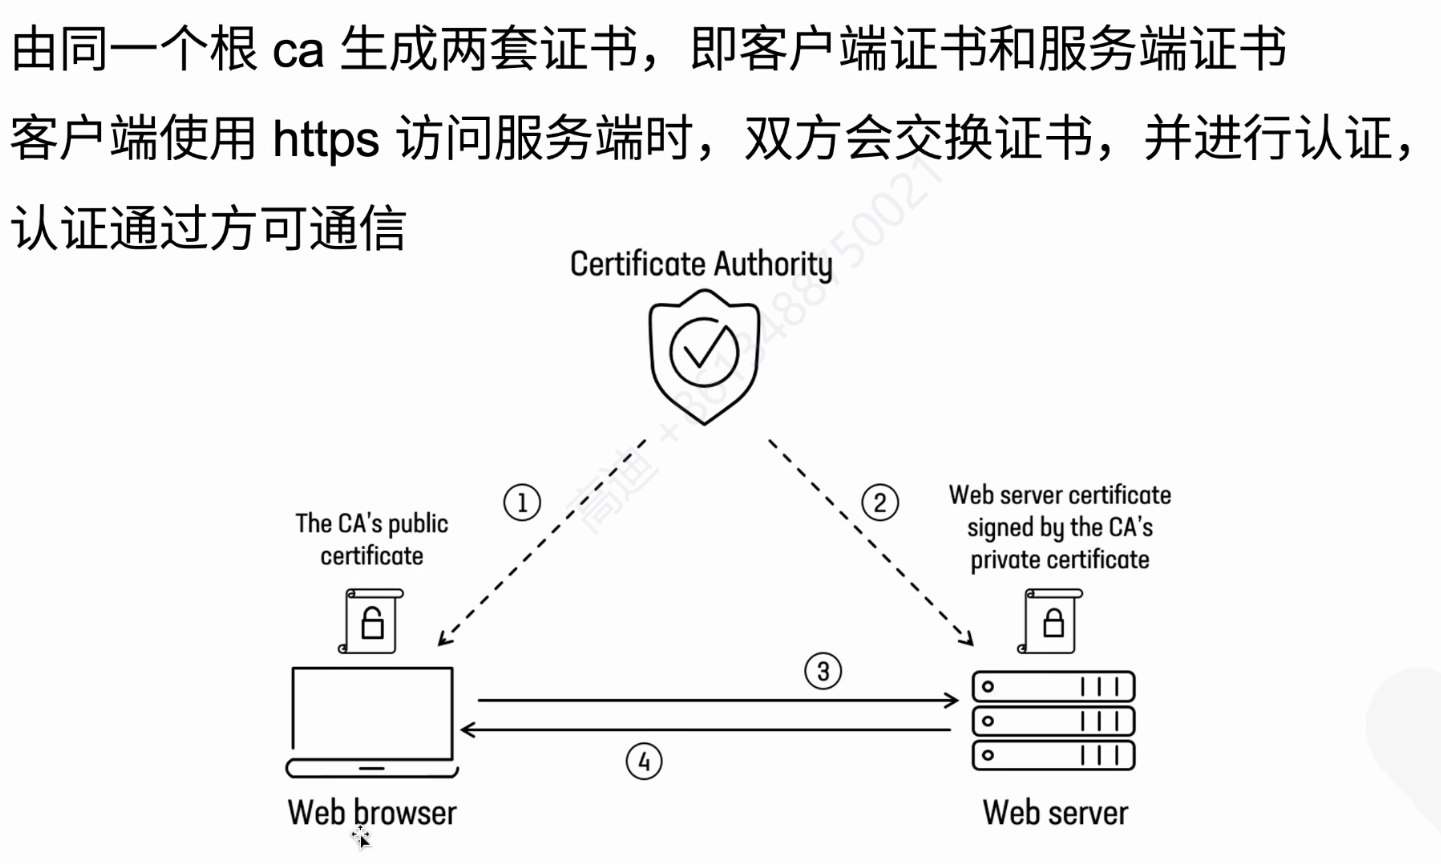 由同一个根 ca 生成两套证书，即客户端证书和服务端证书
客户端使用 https 访问服务端时，双方会交换证书，并进行认证，
认证通过方可通信
Certificate Authority
①
②
The CA's public
certificate
Web server certificate
signed by the CA's
private certificate
③
④
Web browser
Web server